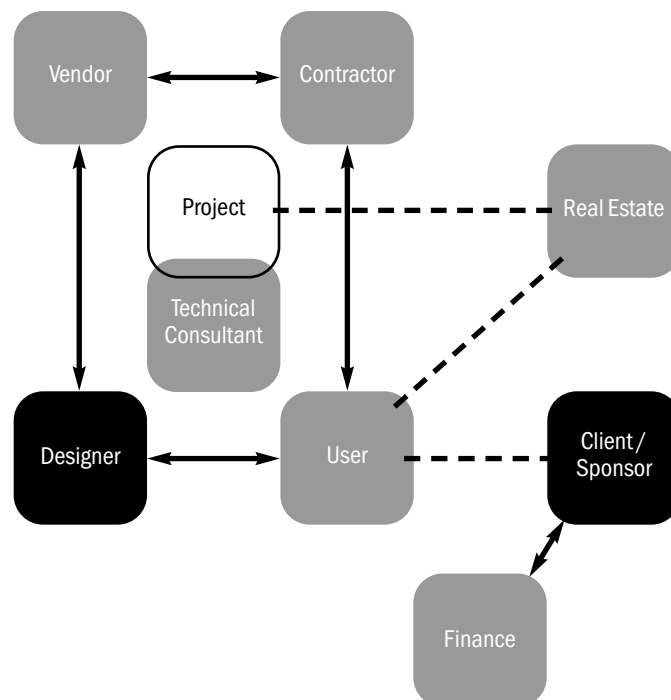 Vendor
Contractor
Project
Real Estate
Technical
Consultant
Designer
User
Client/
Sponsor
Finance